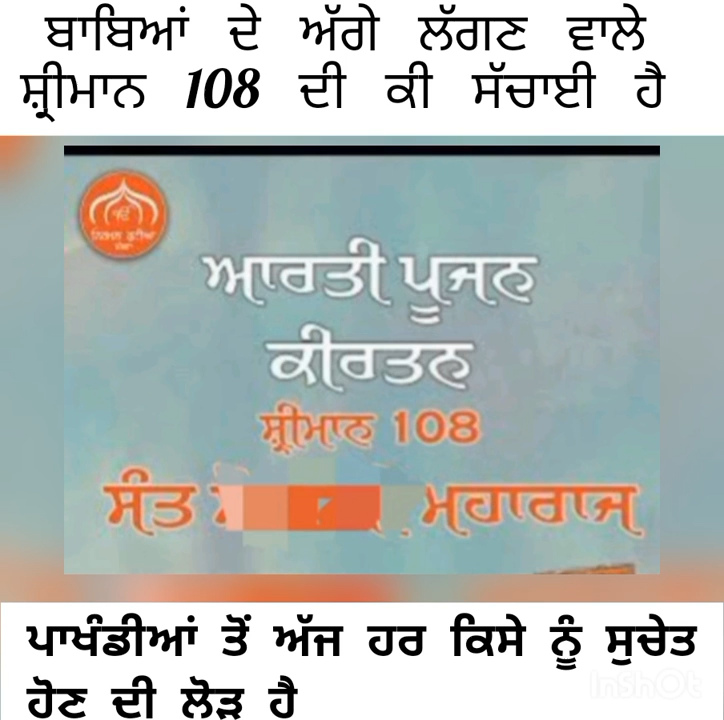 ਬਾਬਿਆਂ ਦੇ ਅੱਗੇ ਲੱਗਣ ਵਾਲੇ
ਸ਼੍ਰੀਮਾਨ 108 ਦੀ ਕੀ ਸੱਚਾਈ ਹੈ
ਆਰਤੀ ਪੂਜਨ
ਕੀਰਤਨ
ਸ਼੍ਰੀਮਾਨ 108
ਸੰਤ ਮਹਾਰਾਜ
ਪਾਖੰਡੀਆਂ ਤੋਂ ਅੱਜ ਹਰ ਕਿਸੇ ਨੂੰ ਸੁਚੇਤ
ਹੋਣ ਦੀ ਲੋੜ ਹੈ
InShOt